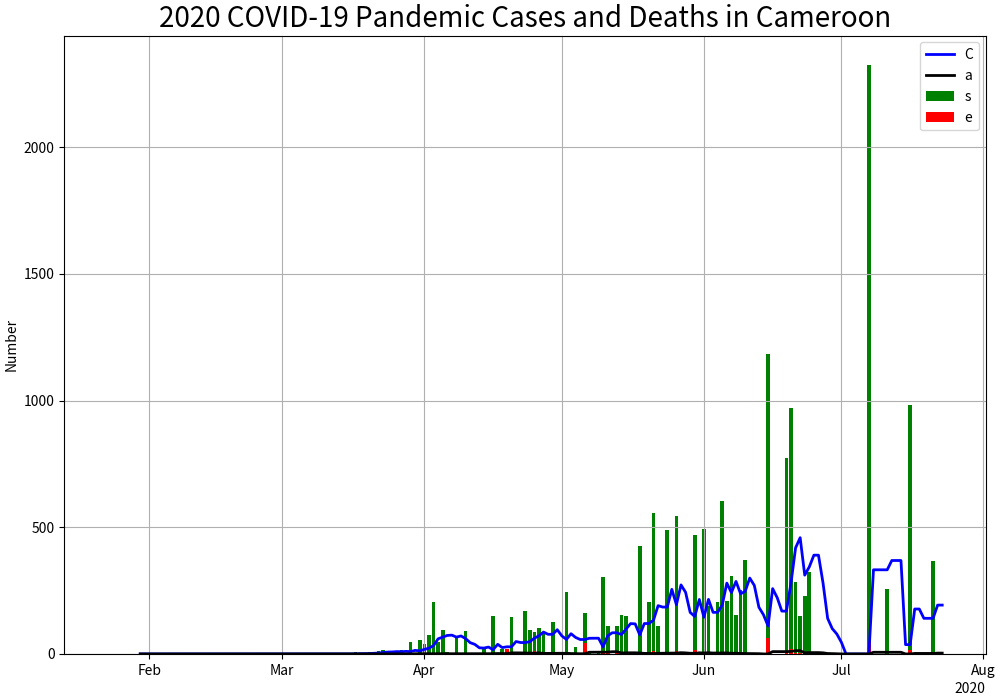 2020 COVID-19 Pandemic Cases and Deaths in Cameroon
C
a
s
e
Number
2000
1500
1000
500
0
Feb
Mar
Apr
May
Jun
Jul
Aug
2020